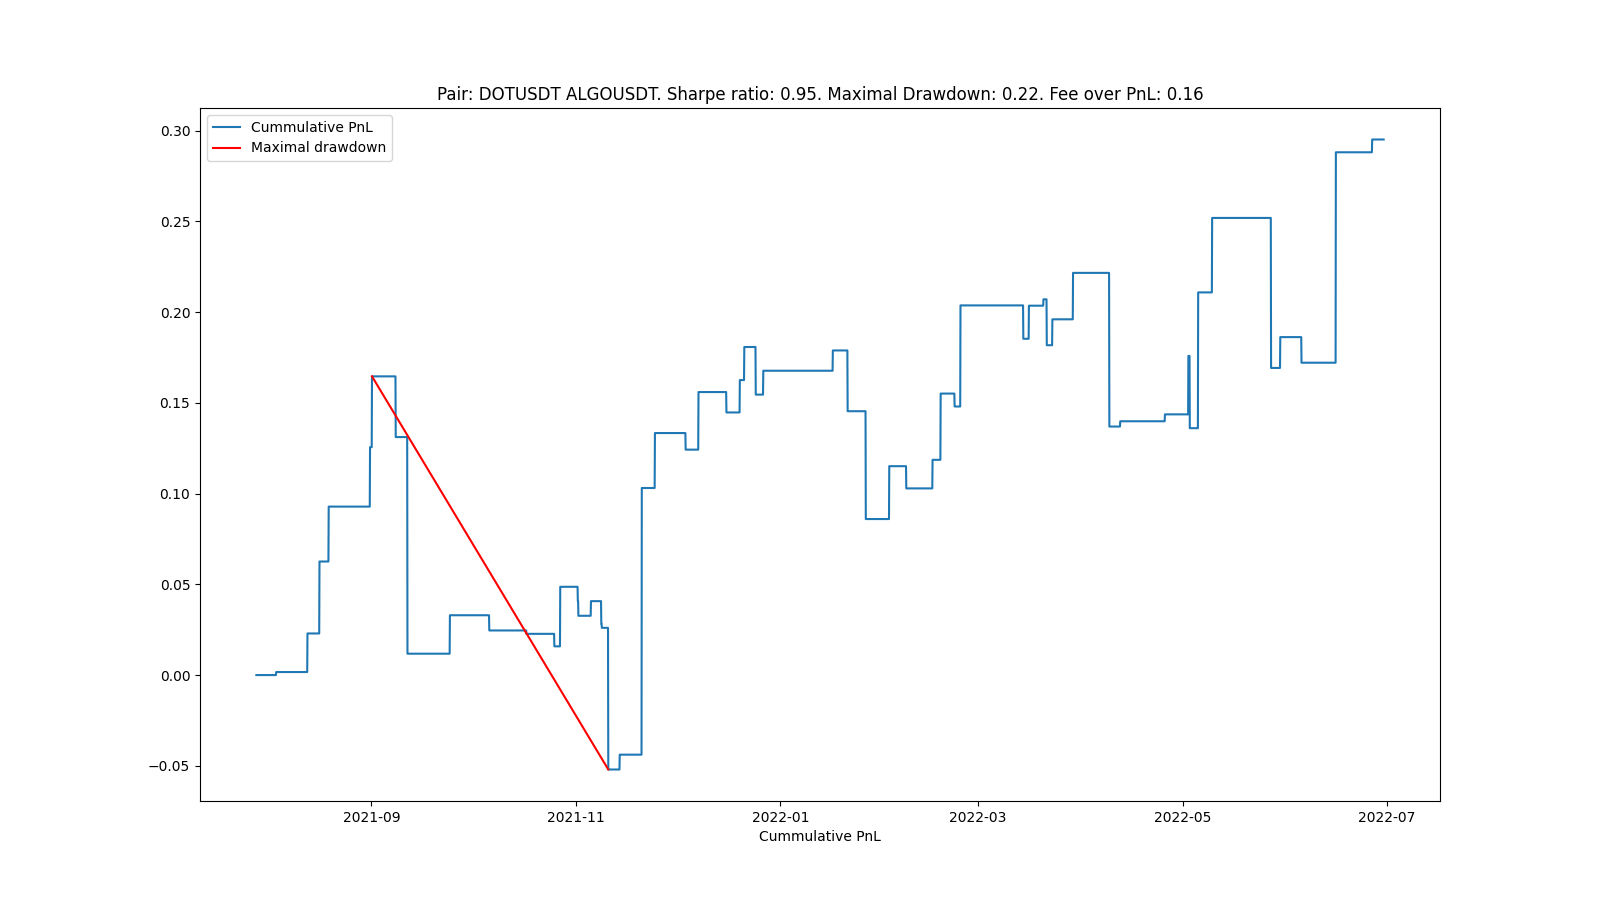 Pair: DOTUSDT ALGOUSDT. Sharpe ratio: 0.95. Maximal Drawdown: 0.22. Fee over PnL: 0.16
Cummulative PnL
Maximal drawdown
0.30
0.25
0.20
0.15
0.10
0.05
0.00
−0.05
2021-09 2021-11 2022-01 2022-03 2022-05 2022-07
Cummulative PnL